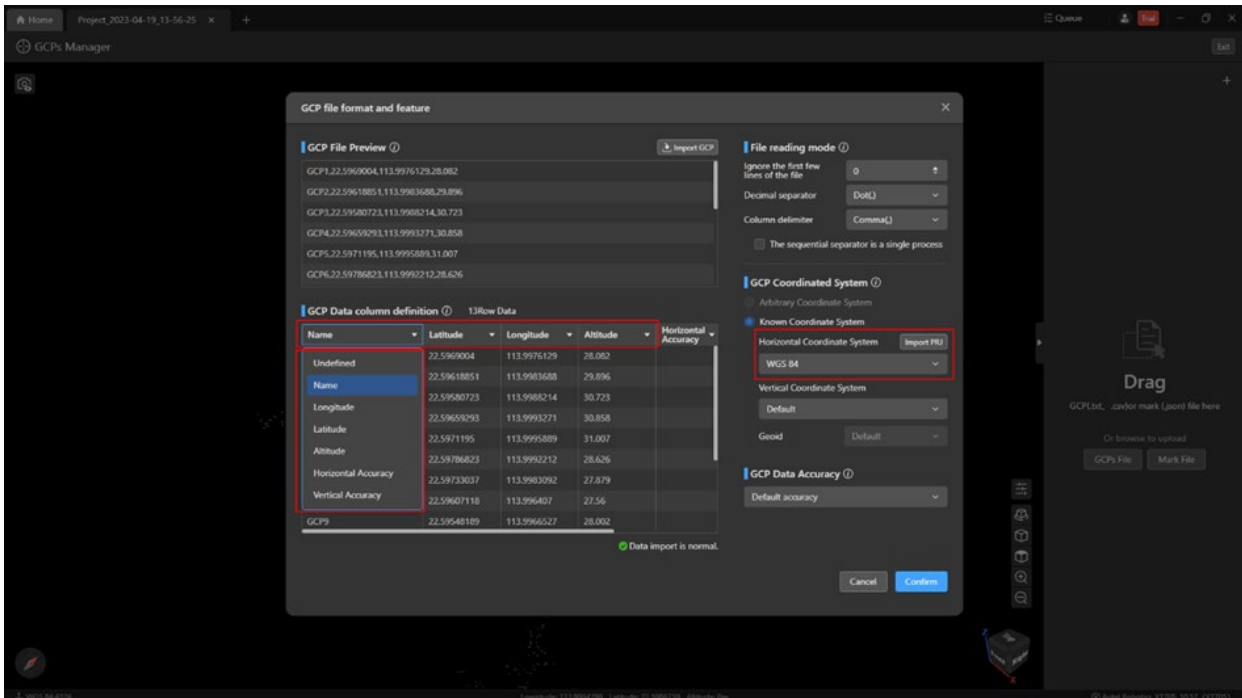 Home
Project_2023-04-19_13-56-25
Queue
Trial
GCPs Manager
Exit
GCP file format and feature
GCP File Preview
Import GCP
GCP1,22.5969004,113.9976129,28.082
GCP2,22.59618851,113.9983688,29.896
GCP3,22.59580723,113.9988214,30.723
GCP4,22.59659293,113.9993271,30.858
GCP5,22.5971195,113.9995889,31.007
GCP6,22.59786823,113.9992212,28.626
GCP Data column definition 13Row Data
Name Latitude Longitude Altitude Horizontal Accuracy
Undefined
Name
Longitude
Latitude
Altitude
Horizontal Accuracy
Vertical Accuracy
22.5969004 113.9976129 28.082
22.59618851 113.9983688 29.896
22.59580723 113.9988214 30.723
22.59659293 113.9993271 30.858
22.5971195 113.9995889 31.007
22.59786823 113.9992212 28.626
22.59733037 113.9983092 27.879
22.59607118 113.996407 27.56
GCP9 22.59548189 113.9966527 28.002
Data import is normal.
File reading mode
Ignore the first few
lines of the file
0
Decimal separator
Dot(.)
Column delimiter
Comma(,)
The sequential separator is a single process
GCP Coordinated System
Arbitrary Coordinate System
Known Coordinate System
Horizontal Coordinate System
Import PRJ
WGS 84
Vertical Coordinate System
Default
Geoid
Default
GCP Data Accuracy
Default accuracy
Cancel
Confirm
Drag
GCP(.txt, .csv)or mark (.json) file here
Or browse to upload
GCPs File
Mark File